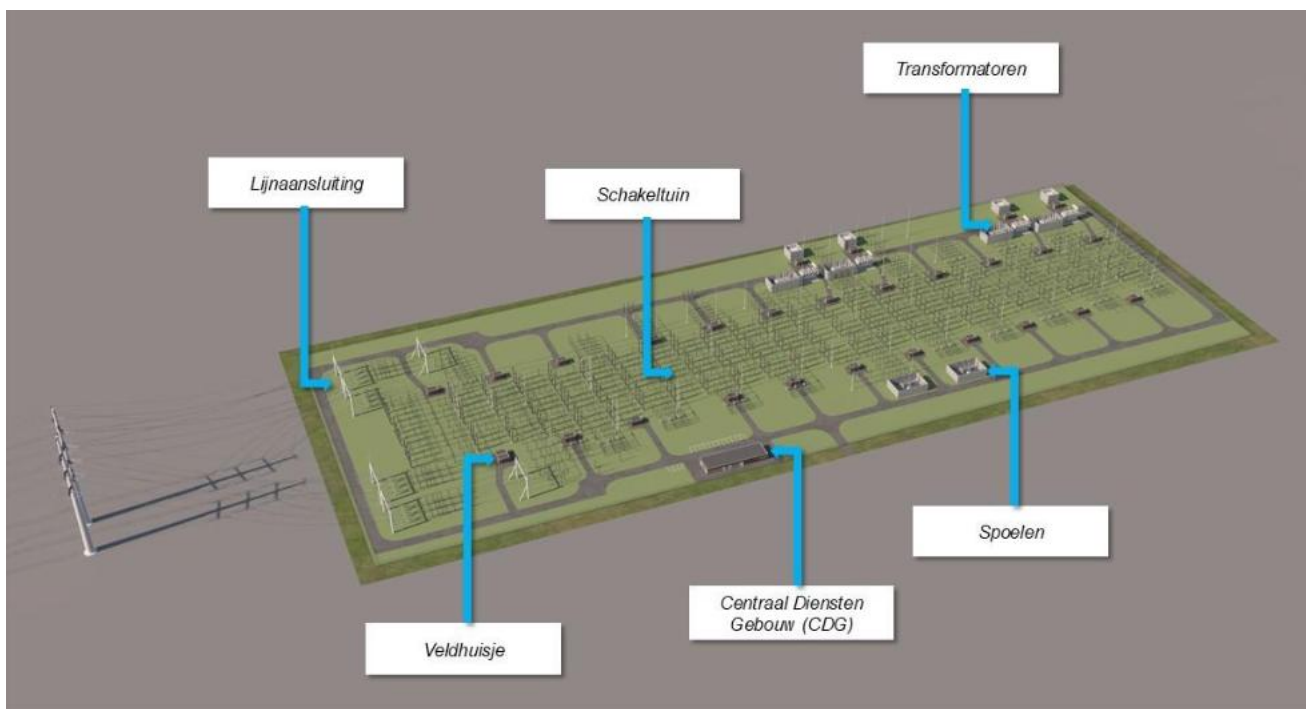 Transformatoren
Lijnaansluiting
Schakeltuin
Spoelen
Centraal Diensten
Gebouw (CDG)
Veldhuisje